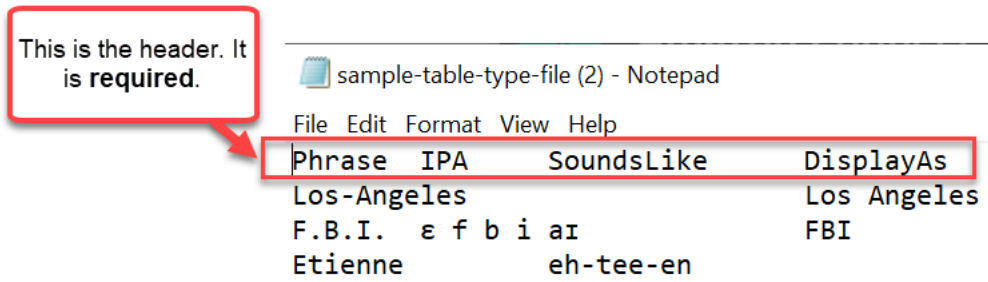 This is the header. It
is required.
sample-table-type-file (2) - Notepad
File Edit Format View Help
Phrase IPA SoundsLike DisplayAs
Los-Angeles Los Angeles
F.B.I. ɛ f b i aɪ FBI
Etienne eh-tee-en